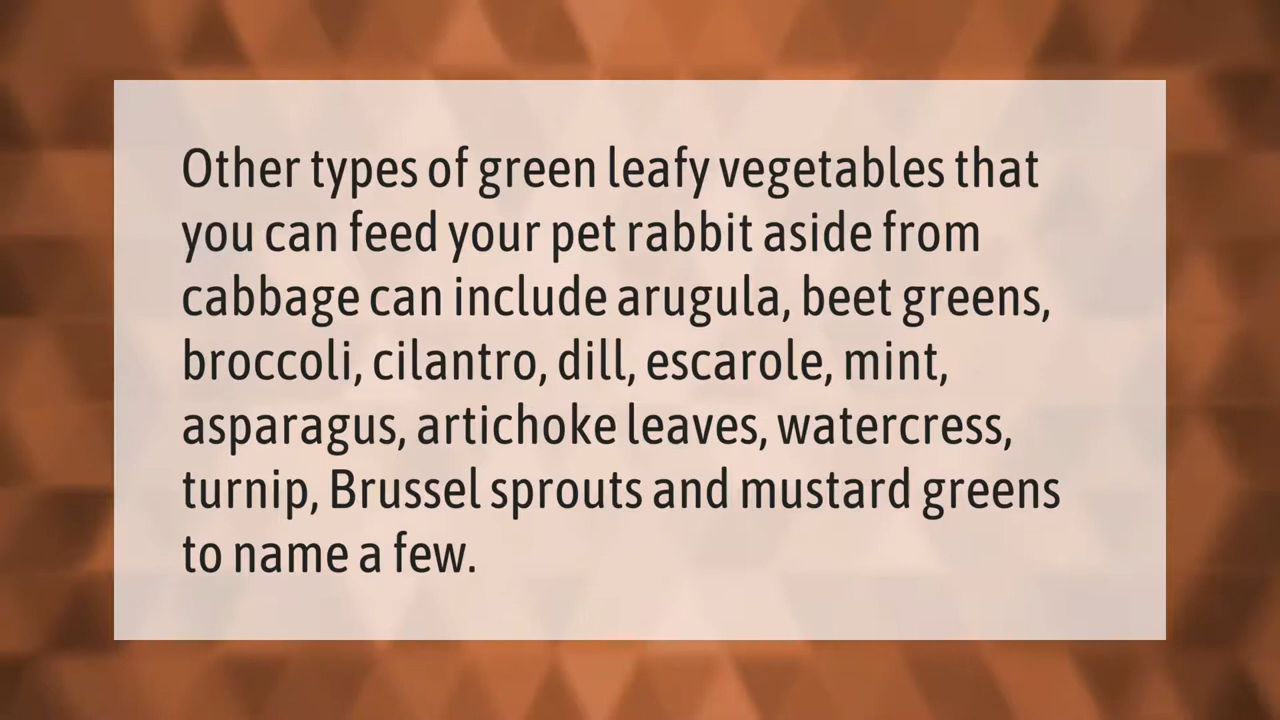 Other types of green leafy vegetables that
you can feed your pet rabbit aside from
cabbage can include arugula, beet greens,
broccoli, cilantro, dill, escarole, mint,
asparagus, artichoke leaves, watercress,
turnip, Brussel sprouts and mustard greens
to name a few.